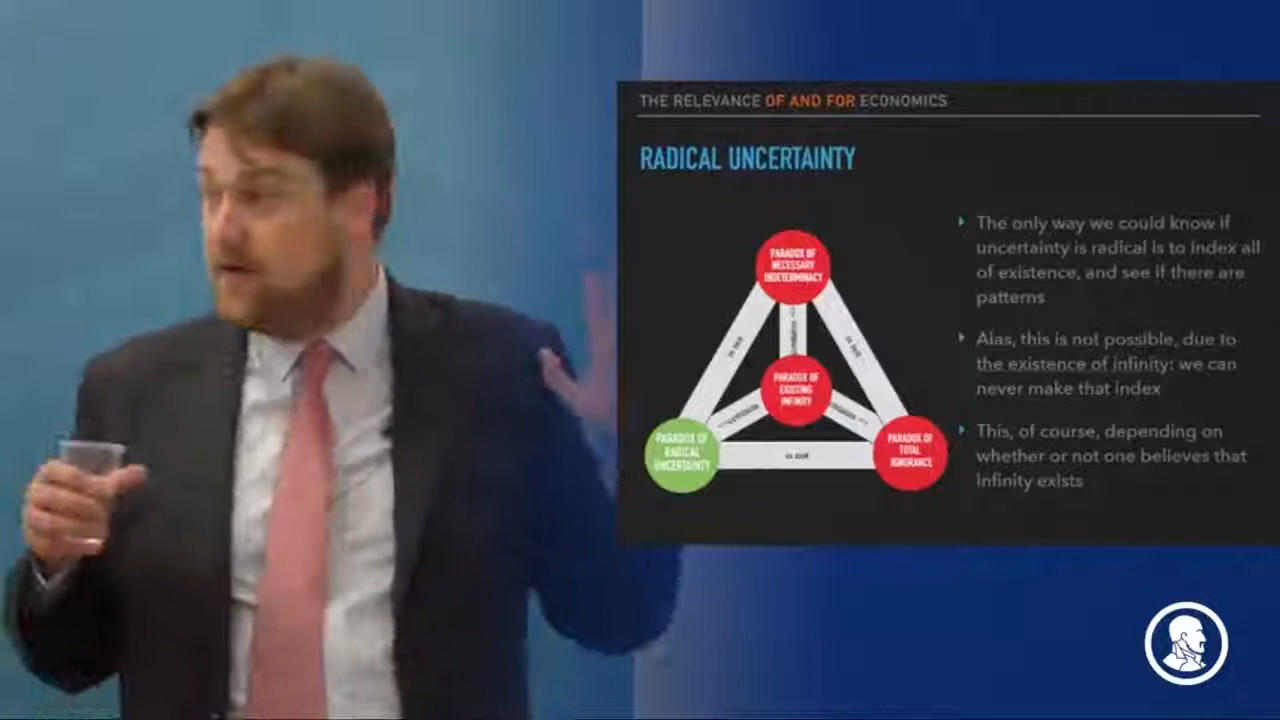 THE RELEVANCE OF AND FOR ECONOMICS
RADICAL UNCERTAINTY
PARADOX OF
NECESSARY
INDETERMINACY
PARADOX OF
EXISTING
INFINITY
PARADOX OF
RADICAL
UNCERTAINTY
PARADOX OF
TOTAL
IGNORANCE
The only way we could know if
uncertainty is radical is to index all
of existence, and see if there are
patterns
Alas, this is not possible, due to
the existence of infinity: we can
never make that index
This, of course, depending on
whether or not one believes that
infinity exists